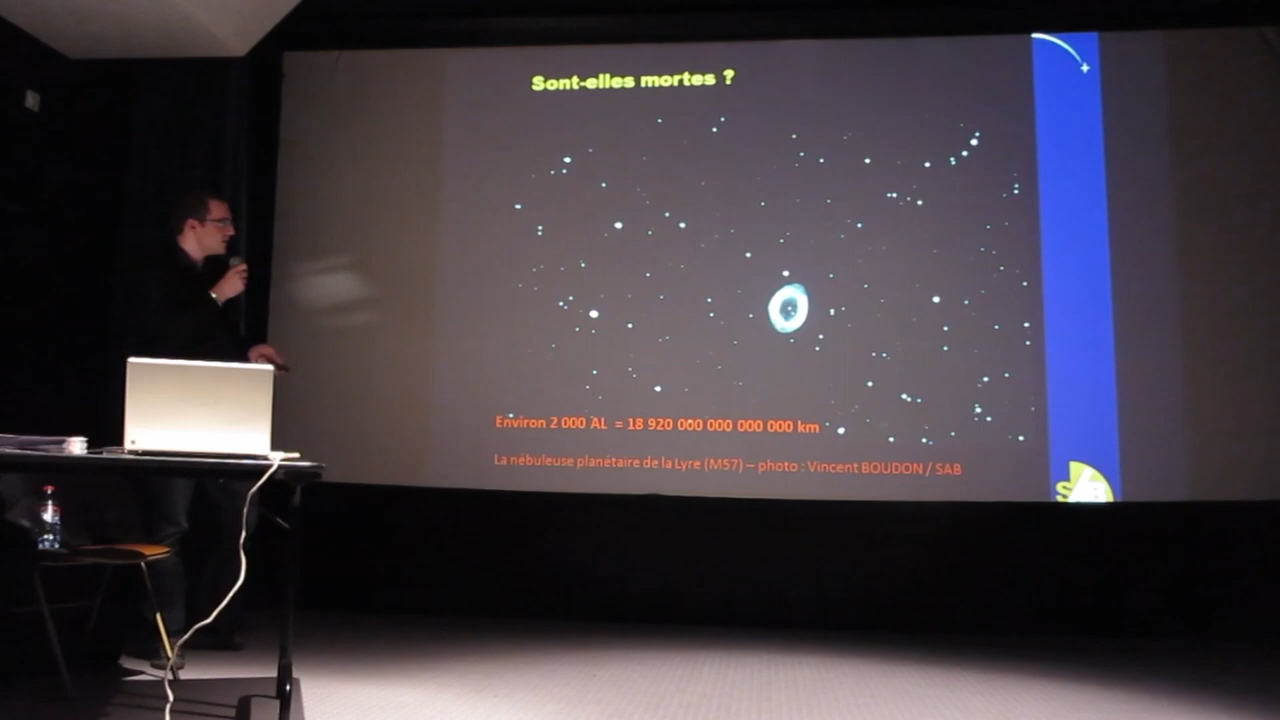 Sont-elles mortes ?
Environ 2 000 AL = 18 920 000 000 000 000 km
La nébuleuse planétaire de la Lyre (M57) – photo : Vincent BOUDON / SAB
SAB